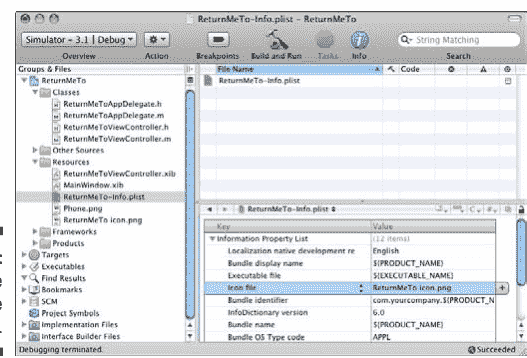 ReturnMeTo-Info.plist – ReturnMeTo
Simulator - 3.1 | Debug
String Matching
Overview
Action
Breakpoints
Build and Run
Tasks
Info
Search
Groups & Files
ReturnMeTo
Classes
ReturnMeToAppDelegate.h
ReturnMeToAppDelegate.m
ReturnMeToViewController.h
ReturnMeToViewController.m
Other Sources
Resources
ReturnMeToViewController.xib
MainWindow.xib
ReturnMeTo-Info.plist
Phone.png
ReturnMeTo icon.png
Frameworks
Products
Targets
Executables
Find Results
Bookmarks
SCM
Project Symbols
Implementation Files
Interface Builder Files
File Name
Code
ReturnMeTo-Info.plist
ReturnMeTo-Info.plist
Key
Value
Information Property List
(12 items)
Localization native development re
English
Bundle display name
${PRODUCT_NAME}
Executable file
${EXECUTABLE_NAME}
Icon file
ReturnMeTo icon.png
Bundle identifier
com.yourcompany.${PRODUCT_N
InfoDictionary version
6.0
Bundle name
${PRODUCT_NAME}
Bundle OS Type code
APPL
Debugging terminated.
Succeeded